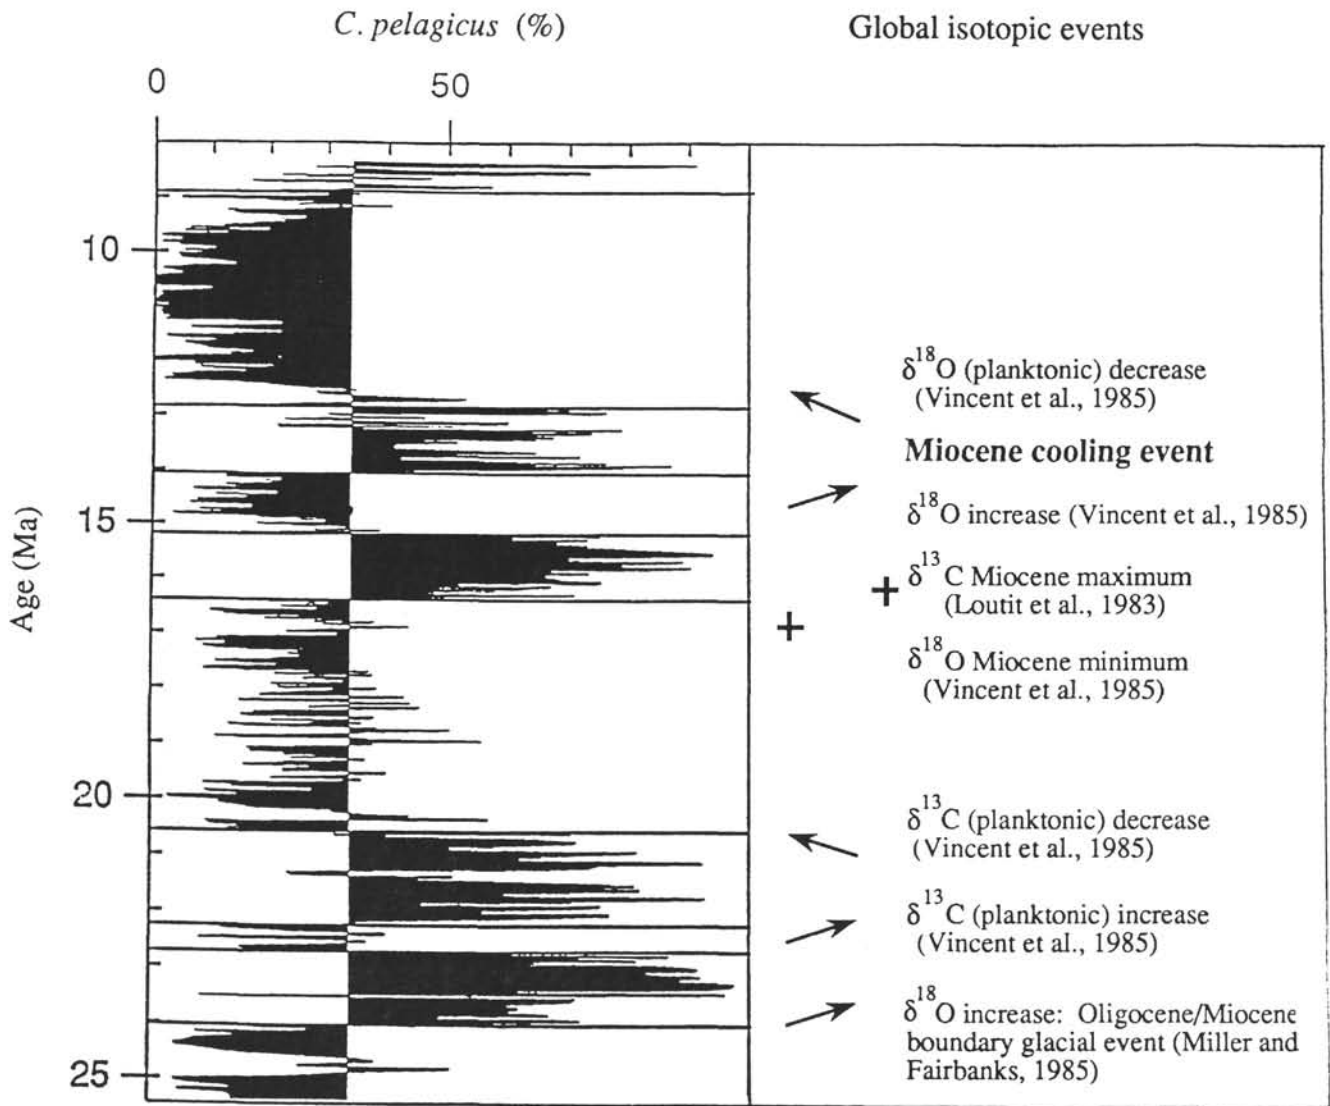 C. pelagicus (%)
Global isotopic events
0
50
Age (Ma)
10
15
20
25
δ18O (planktonic) decrease
(Vincent et al., 1985)
Miocene cooling event
δ18O increase (Vincent et al., 1985)
+ δ13C Miocene maximum
(Loutit et al., 1983)
+
δ18O Miocene minimum
(Vincent et al., 1985)
δ13C (planktonic) decrease
(Vincent et al., 1985)
δ13C (planktonic) increase
(Vincent et al., 1985)
δ18O increase: Oligocene/Miocene
boundary glacial event (Miller and
Fairbanks, 1985)